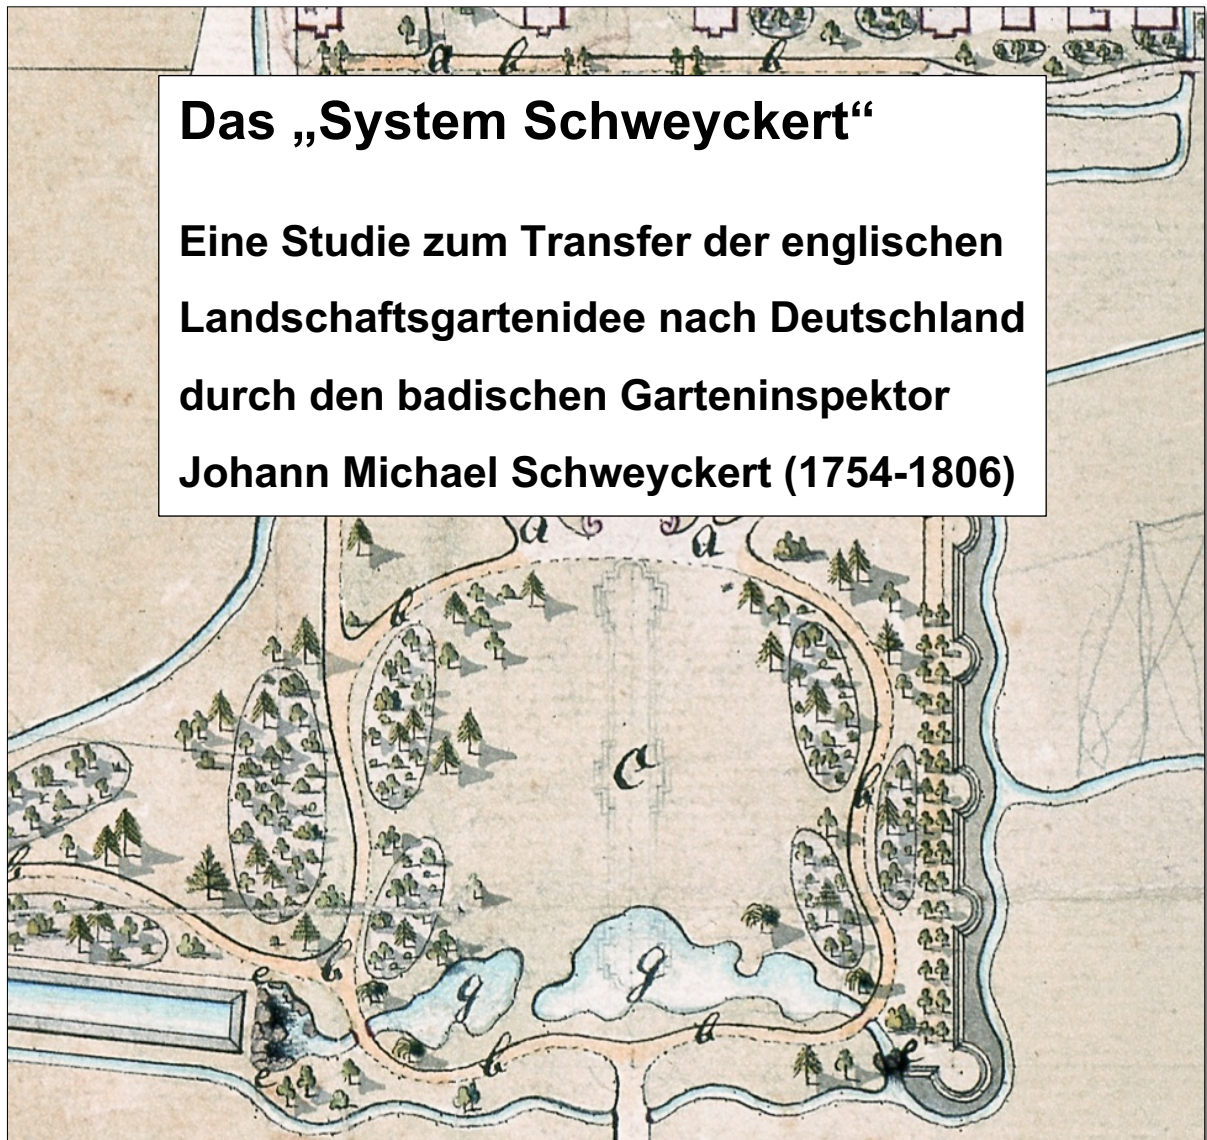 a b b
Das „System Schweyckert“
Eine Studie zum Transfer der englischen
Landschaftsgartenidee nach Deutschland
durch den badischen Garteninspektor
Johann Michael Schweyckert (1754-1806)
a a
b
b
b
e b g g
b b
e